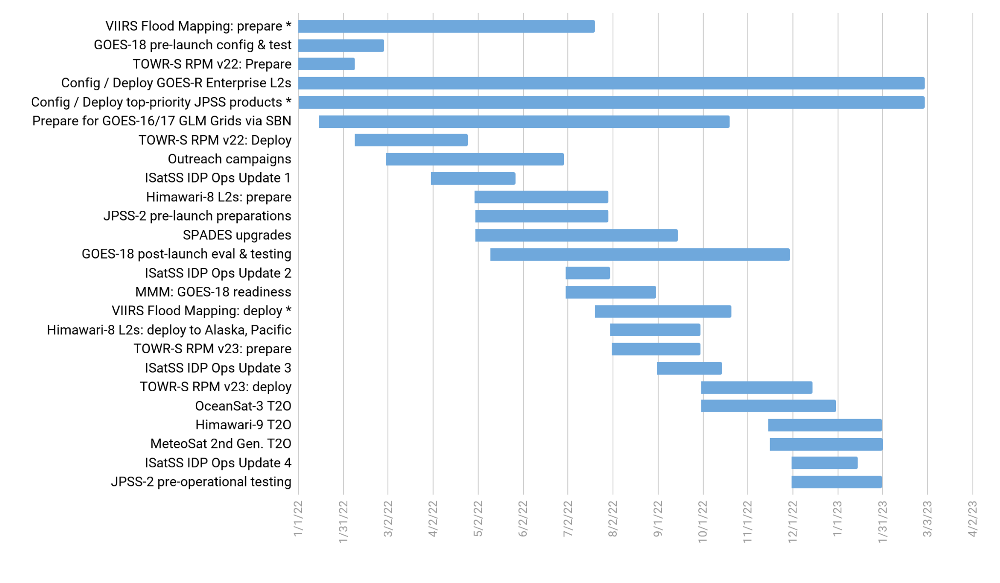 VIIRS Flood Mapping: prepare *
GOES-18 pre-launch config & test
TOWR-S RPM v22: Prepare
Config / Deploy GOES-R Enterprise L2s
Config / Deploy top-priority JPSS products *
Prepare for GOES-16/17 GLM Grids via SBN
TOWR-S RPM v22: Deploy
Outreach campaigns
ISatSS IDP Ops Update 1
Himawari-8 L2s: prepare
JPSS-2 pre-launch preparations
SPADES upgrades
GOES-18 post-launch eval & testing
ISatSS IDP Ops Update 2
MMM: GOES-18 readiness
VIIRS Flood Mapping: deploy *
Himawari-8 L2s: deploy to Alaska, Pacific
TOWR-S RPM v23: prepare
ISatSS IDP Ops Update 3
TOWR-S RPM v23: deploy
OceanSat-3 T2O
Himawari-9 T2O
MeteoSat 2nd Gen. T2O
ISatSS IDP Ops Update 4
JPSS-2 pre-operational testing
1/1/22
1/31/22
3/2/22
4/2/22
5/2/22
6/2/22
7/2/22
8/2/22
9/1/22
10/1/22
11/1/22
12/1/22
1/1/23
1/31/23
3/3/23
4/2/23